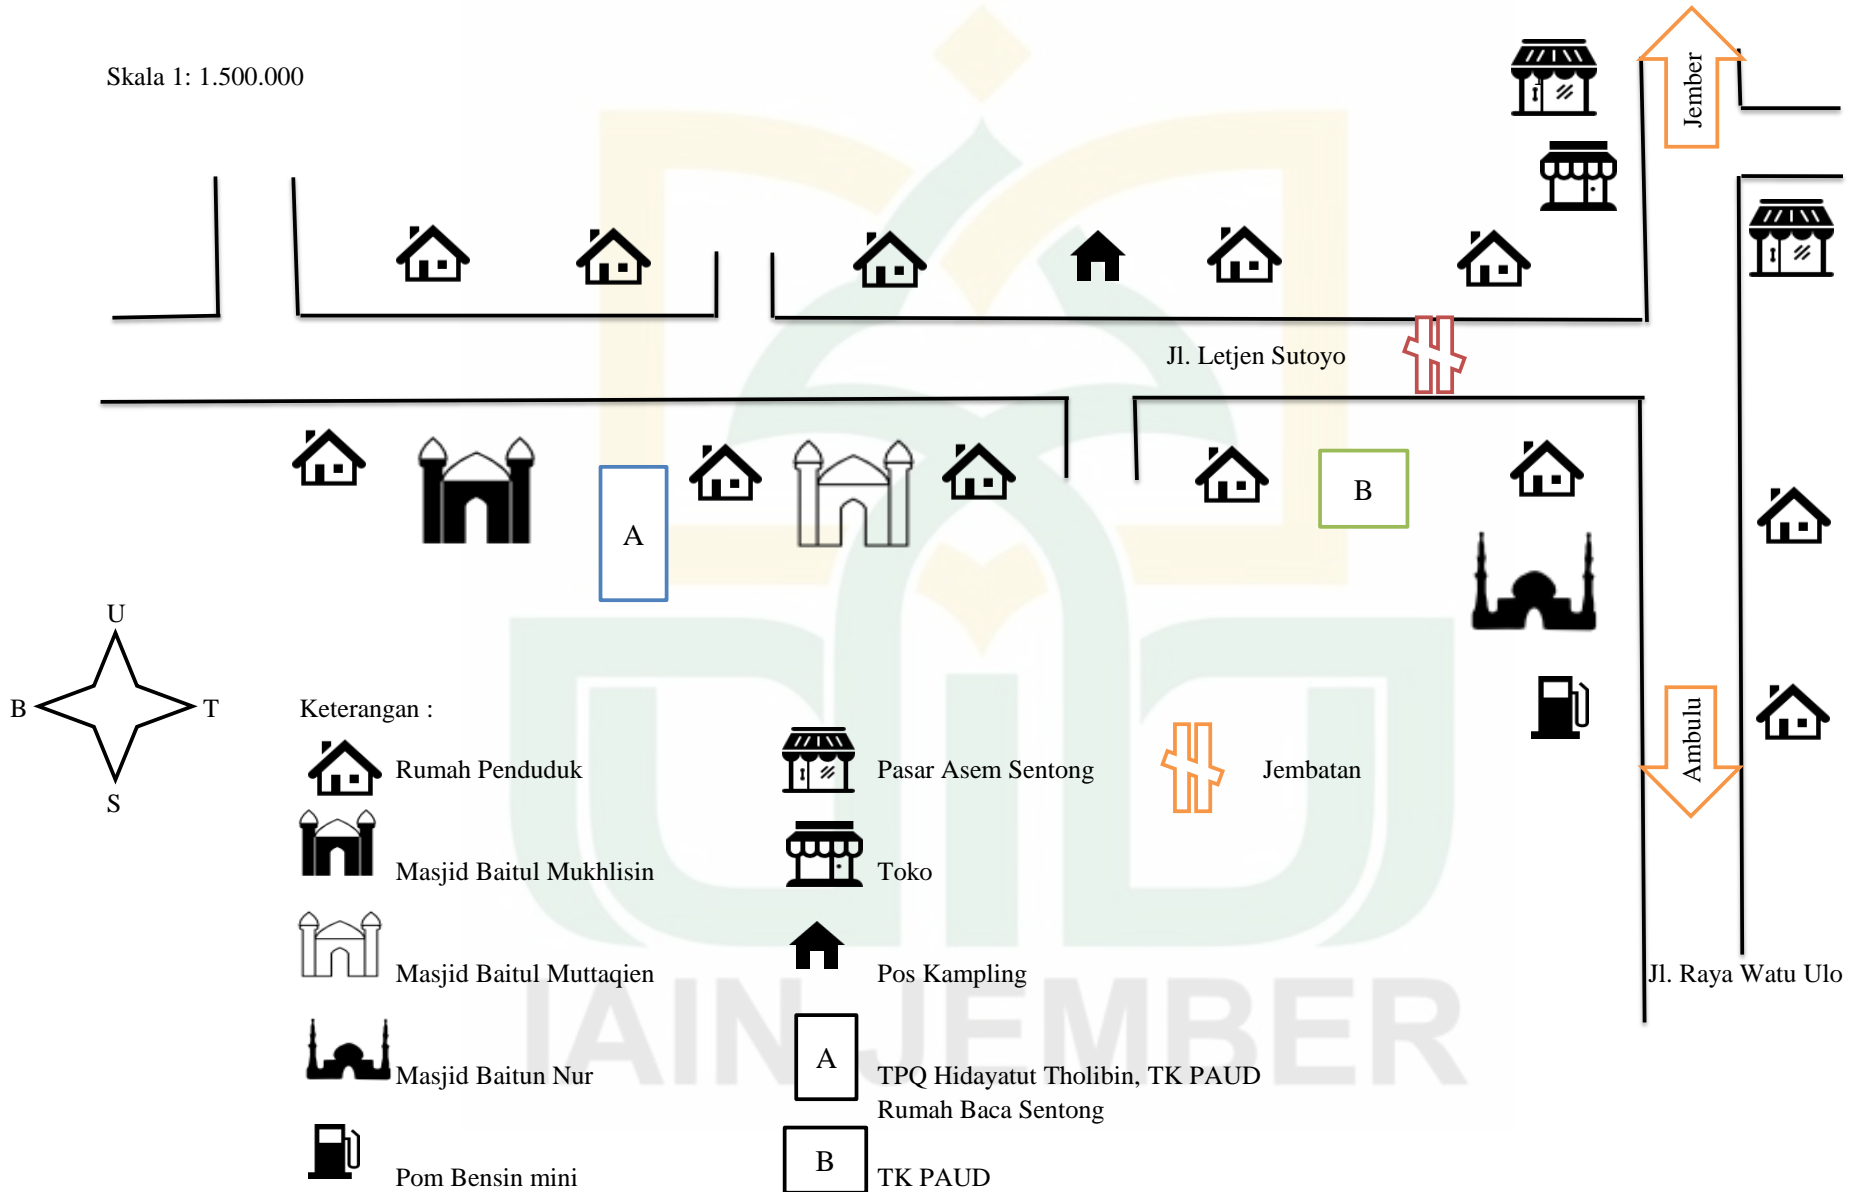 Skala 1: 1.500.000
Jember
Jl. Letjen Sutoyo
A
B
U
B
T
S
Ambulu
Keterangan :
Rumah Penduduk
Masjid Baitul Mukhlisin
Masjid Baitul Muttaqien
Masjid Baitun Nur
Pom Bensin mini
Pasar Asem Sentong
Toko
Pos Kampling
A
TPQ Hidayatut Tholibin, TK PAUD
Rumah Baca Sentong
B
TK PAUD
Jembatan
Jl. Raya Watu Ulo
IAIN JEMBER